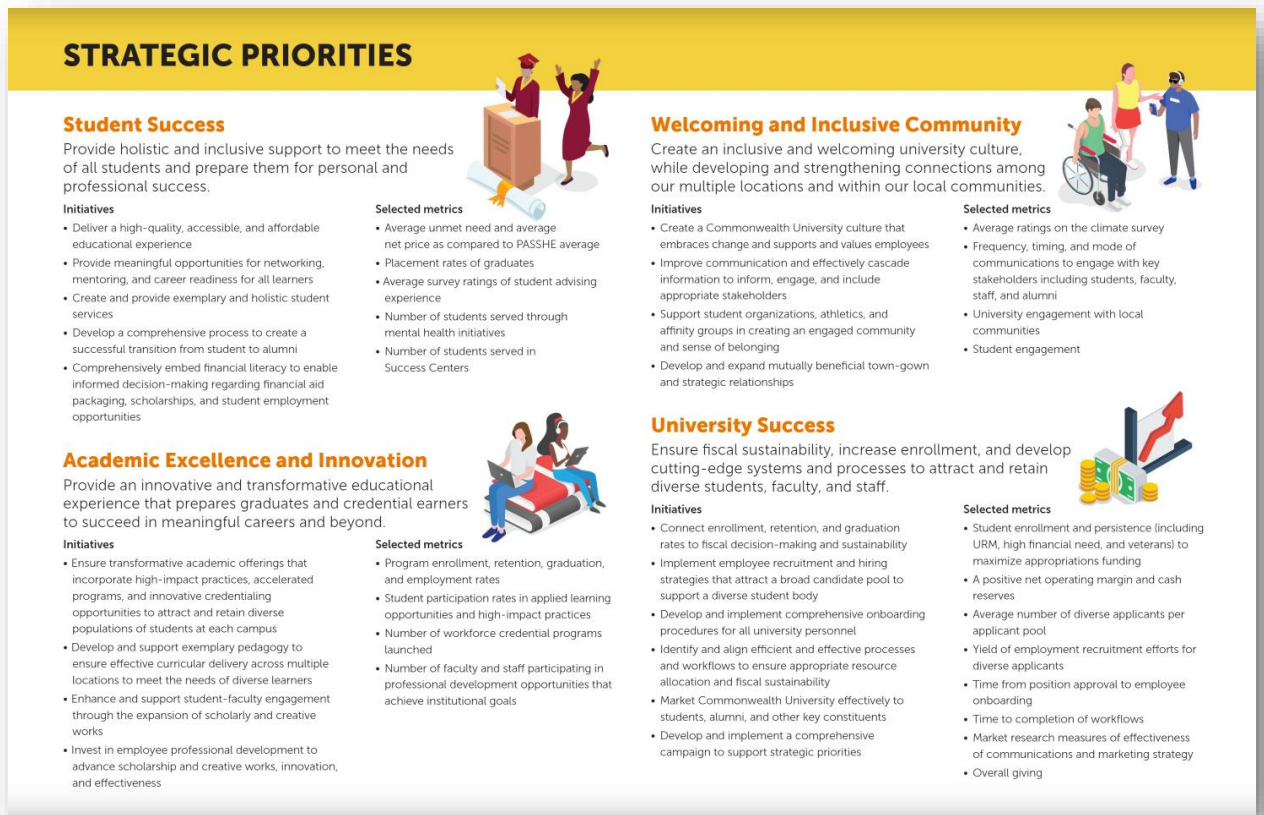 STRATEGIC PRIORITIES
Student Success
Provide holistic and inclusive support to meet the needs
of all students and prepare them for personal and
professional success.
Initiatives
• Deliver a high-quality, accessible, and affordable
educational experience
• Provide meaningful opportunities for networking,
mentoring, and career readiness for all learners
• Create and provide exemplary and holistic student
services
• Develop a comprehensive process to create a
successful transition from student to alumni
• Comprehensively embed financial literacy to enable
informed decision-making regarding financial aid
packaging, scholarships, and student employment
opportunities
Selected metrics
• Average unmet need and average
net price as compared to PASSHE average
• Placement rates of graduates
• Average survey ratings of student advising
experience
• Number of students served through
mental health initiatives
• Number of students served in
Success Centers
Academic Excellence and Innovation
Provide an innovative and transformative educational
experience that prepares graduates and credential earners
to succeed in meaningful careers and beyond.
Initiatives
• Ensure transformative academic offerings that
incorporate high-impact practices, accelerated
programs, and innovative credentialing
opportunities to attract and retain diverse
populations of students at each campus
• Develop and support exemplary pedagogy to
ensure effective curricular delivery across multiple
locations to meet the needs of diverse learners
• Enhance and support student-faculty engagement
through the expansion of scholarly and creative
works
• Invest in employee professional development to
advance scholarship and creative works, innovation,
and effectiveness
Selected metrics
• Program enrollment, retention, graduation,
and employment rates
• Student participation rates in applied learning
opportunities and high-impact practices
• Number of workforce credential programs
launched
• Number of faculty and staff participating in
professional development opportunities that
achieve institutional goals
Welcoming and Inclusive Community
Create an inclusive and welcoming university culture,
while developing and strengthening connections among
our multiple locations and within our local communities.
Initiatives
• Create a Commonwealth University culture that
embraces change and supports and values employees
• Improve communication and effectively cascade
information to inform, engage, and include
appropriate stakeholders
• Support student organizations, athletics, and
affinity groups in creating an engaged community
and sense of belonging
• Develop and expand mutually beneficial town-gown
and strategic relationships
Selected metrics
• Average ratings on the climate survey
• Frequency, timing, and mode of
communications to engage with key
stakeholders including students, faculty,
staff, and alumni
• University engagement with local
communities
• Student engagement
University Success
Ensure fiscal sustainability, increase enrollment, and develop
cutting-edge systems and processes to attract and retain
diverse students, faculty, and staff.
Initiatives
• Connect enrollment, retention, and graduation
rates to fiscal decision-making and sustainability
• Implement employee recruitment and hiring
strategies that attract a broad candidate pool to
support a diverse student body
• Develop and implement comprehensive onboarding
procedures for all university personnel
• Identify and align efficient and effective processes
and workflows to ensure appropriate resource
allocation and fiscal sustainability
• Market Commonwealth University effectively to
students, alumni, and other key constituents
• Develop and implement a comprehensive
campaign to support strategic priorities
Selected metrics
• Student enrollment and persistence (including
URM, high financial need, and veterans) to
maximize appropriations funding
• A positive net operating margin and cash
reserves
• Average number of diverse applicants per
applicant pool
• Yield of employment recruitment efforts for
diverse applicants
• Time from position approval to employee
onboarding
• Time to completion of workflows
• Market research measures of effectiveness
of communications and marketing strategy
• Overall giving